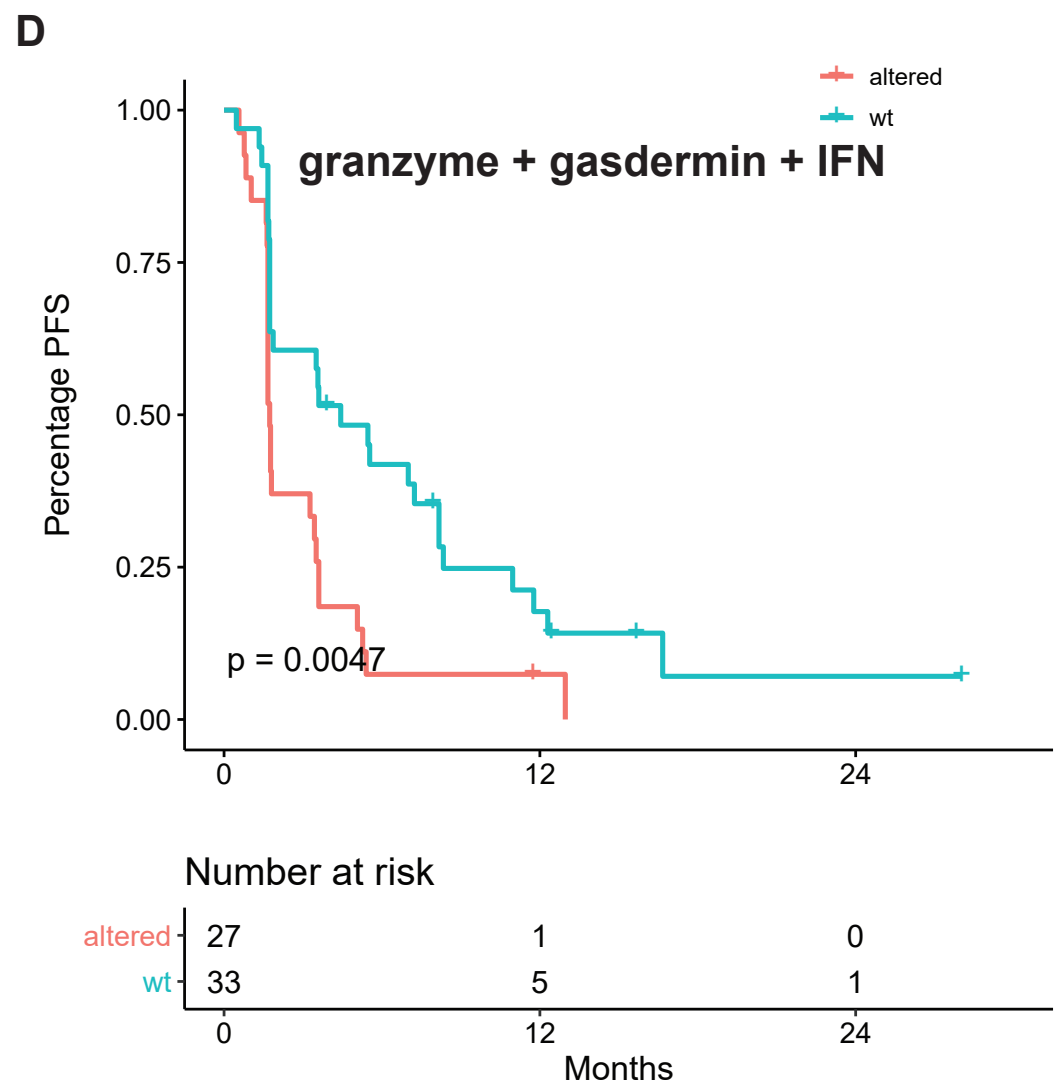 D
altered
wt
granzyme + gasdermin + IFN
Percentage PFS
1.00
0.75
0.50
0.25
0.00
p = 0.0047
0 12 24
Number at risk
altered 27 1 0
wt 33 5 1
0 12 24
Months